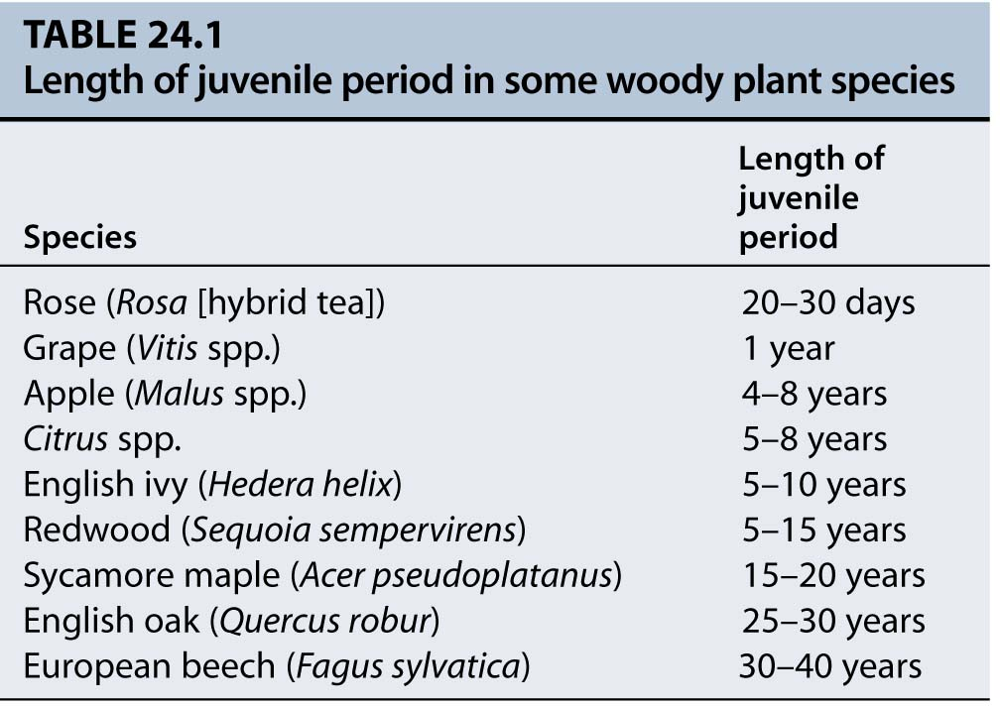 TABLE 24.1
Length of juvenile period in some woody plant species
Species
Length of
juvenile
period
Rose (Rosa [hybrid tea]) 20–30 days
Grape (Vitis spp.) 1 year
Apple (Malus spp.) 4–8 years
Citrus spp. 5–8 years
English ivy (Hedera helix) 5–10 years
Redwood (Sequoia sempervirens) 5–15 years
Sycamore maple (Acer pseudoplatanus) 15–20 years
English oak (Quercus robur) 25–30 years
European beech (Fagus sylvatica) 30–40 years